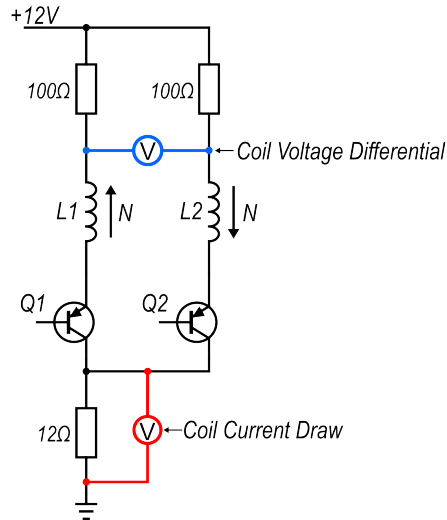 +12V
100Ω
100Ω
V
Coil Voltage Differential
L1
N
L2
N
Q1
Q2
12Ω
V
Coil Current Draw